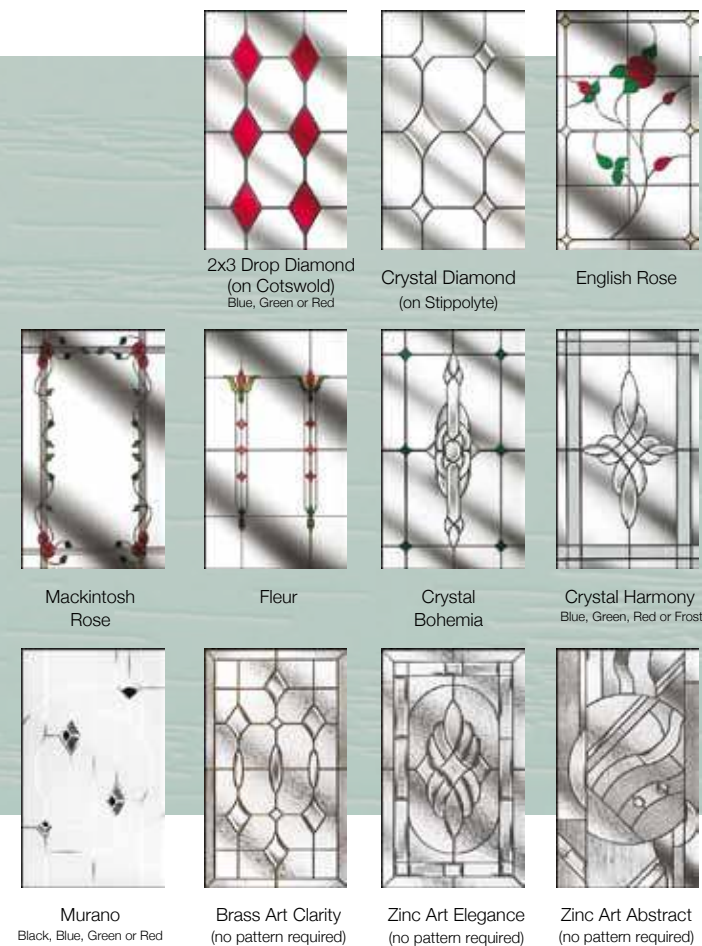 2x3 Drop Diamond
(on Cotswold)
Blue, Green or Red
Crystal Diamond
(on Stippolyte)
English Rose
Mackintosh
Rose
Fleur
Crystal
Bohemia
Crystal Harmony
Blue, Green, Red or Frost
Murano
Black, Blue, Green or Red
Brass Art Clarity
(no pattern required)
Zinc Art Elegance
(no pattern required)
Zinc Art Abstract
(no pattern required)